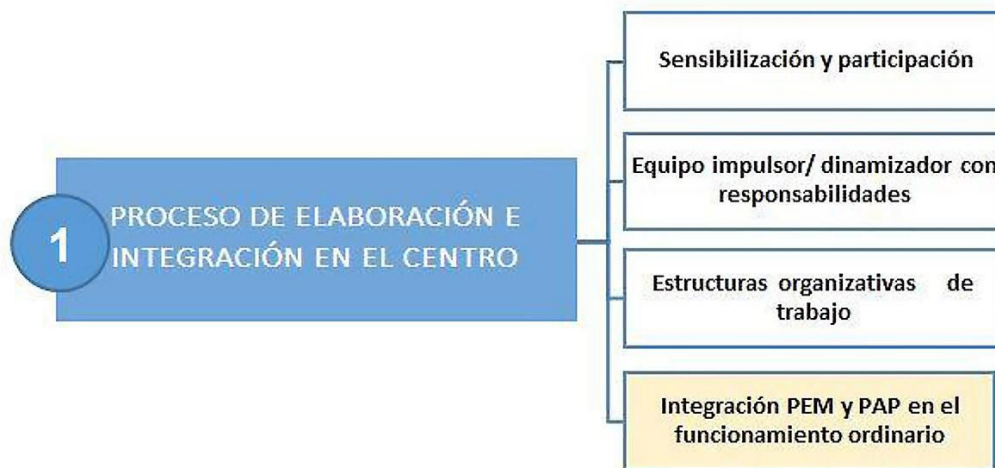 1
PROCESO DE ELABORACIÓN E
INTEGRACIÓN EN EL CENTRO
Sensibilización y participación
Equipo impulsor/ dinamizador con
responsabilidades
Estructuras organizativas de
trabajo
Integración PEM y PAP en el
funcionamiento ordinario